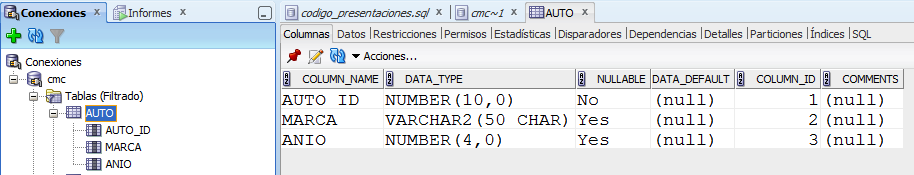 Conexiones x Informes x
Conexiones
cmc
Tablas (Filtrado)
AUTO
AUTO_ID
MARCA
ANIO
codigo_presentaciones.sql x cmc~1 x AUTO x
Columnas Datos Restricciones Permisos Estadísticas Disparadores Dependencias Detalles Particiones Índices SQL
Acciones...
COLUMN_NAME DATA_TYPE NULLABLE DATA_DEFAULT COLUMN_ID COMMENTS
AUTO_ID NUMBER(10,0) No (null) 1 (null)
MARCA VARCHAR2(50 CHAR) Yes (null) 2 (null)
ANIO NUMBER(4,0) Yes (null) 3 (null)